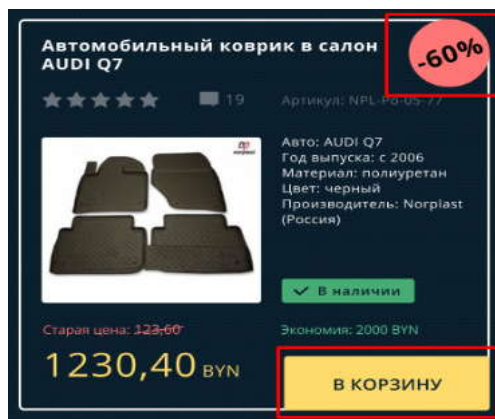 Автомобильный коврик в салон
AUDI Q7
-60%
19
Артикул: NPL-Po-05-77
norplast
Авто: AUDI Q7
Год выпуска: с 2006
Материал: полиуретан
Цвет: черный
Производитель: Norplast
(Россия)
В наличии
Старая цена: 123,60
Экономия: 2000 BYN
1230,40 BYN
В КОРЗИНУ